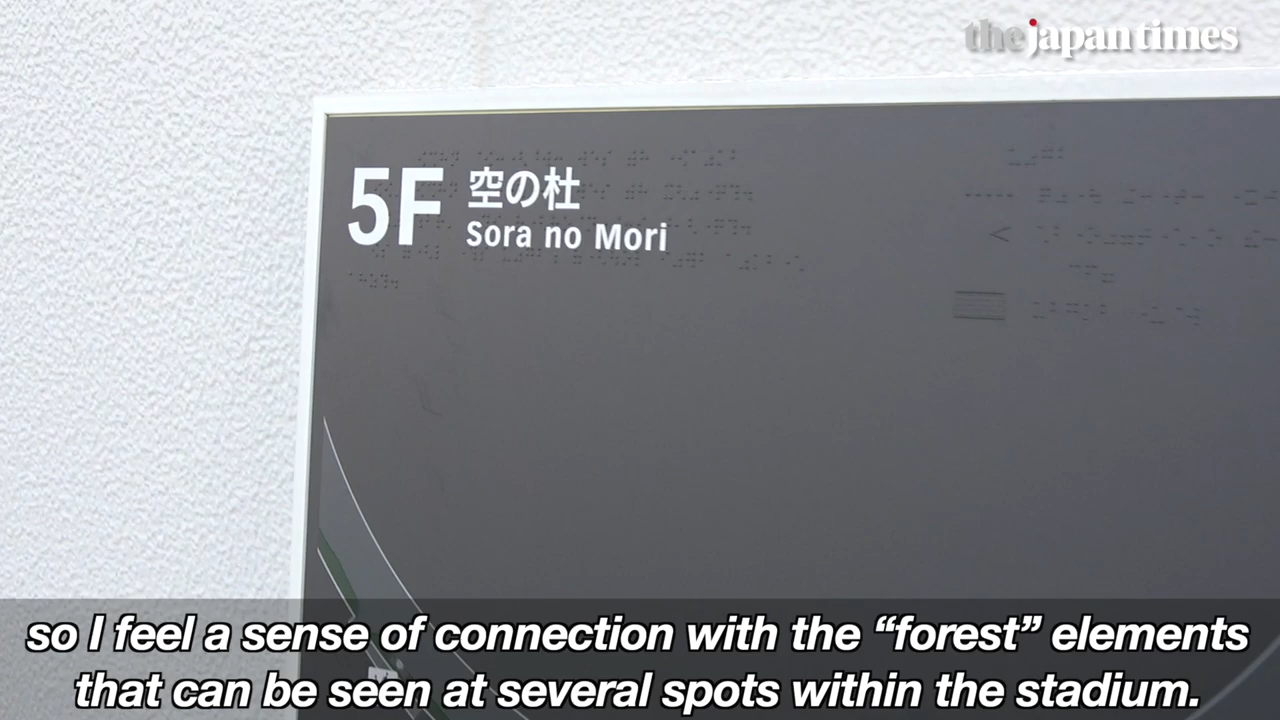 the japan times
5F
空の杜
Sora no Mori
so I feel a sense of connection with the “forest” elements
that can be seen at several spots within the stadium.